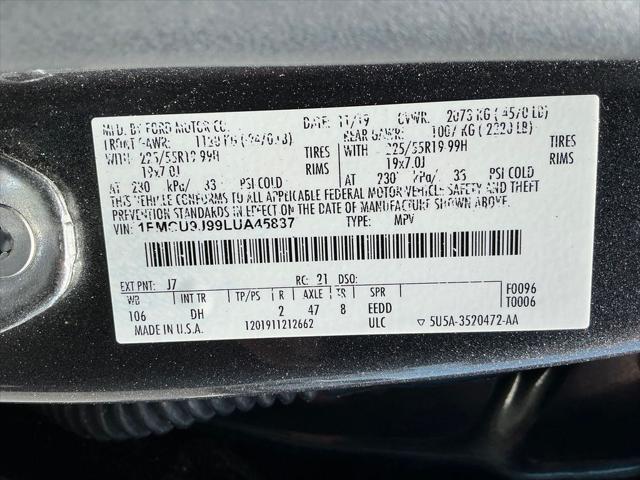 MFD. BY FORD MOTOR CO. DATE: 11/19 GVWR: 2073 KG (4570 LB)
FRONT GAWR: REAR GAWR: 1007 KG (2220 LB)
WITH 225/55R19 99H TIRES WITH 225/55R19 99H TIRES
19x7.0J RIMS 19x7.0J RIMS
AT 230 kPa/ 33 PSI COLD AT 230 kPa/ 33 PSI COLD
THIS VEHICLE CONFORMS TO ALL APPLICABLE FEDERAL MOTOR VEHICLE SAFETY AND THEFT
PREVENTION STANDARDS IN EFFECT ON THE DATE OF MANUFACTURE SHOWN ABOVE.
VIN: 1FMCU9J99LUA45837 TYPE: MPV
EXT PNT: J7 RC: 21 DSO: F0096
WB INT TR TP/PS R AXLE TR SPR T0006
106 DH 2 47 8 EEDD
MADE IN U.S.A. 1201911212662 ULC ▽ 5U5A-3520472-AA